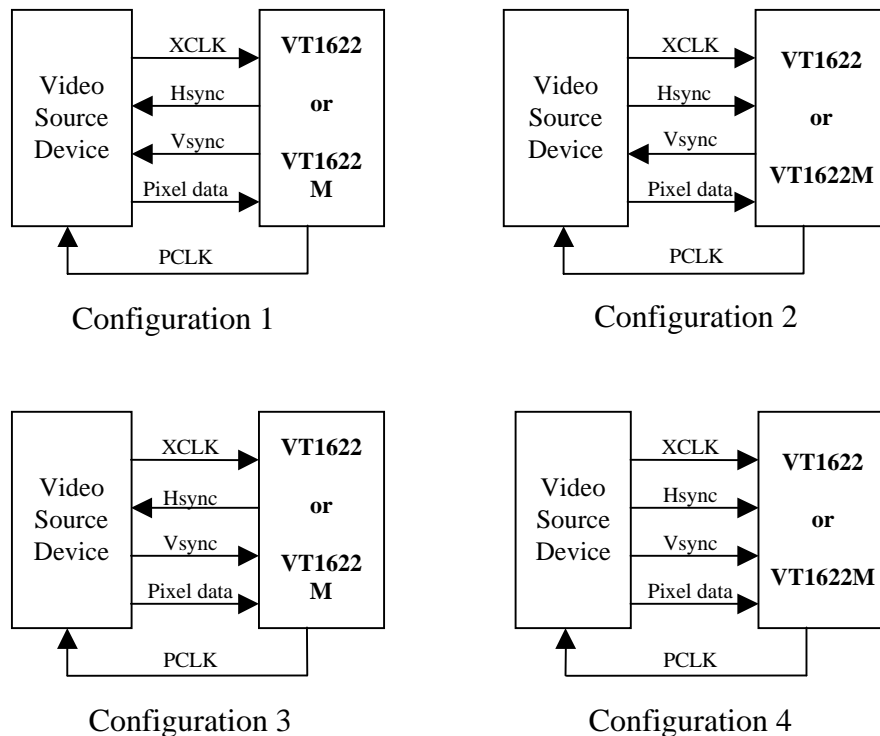 XCLK
Hsync
Vsync
Pixel data
PCLK
Video
Source
Device
VT1622
or
VT1622
M
Configuration 1
XCLK
Hsync
Vsync
Pixel data
PCLK
Video
Source
Device
VT1622
or
VT1622M
Configuration 2
XCLK
Hsync
Vsync
Pixel data
PCLK
Video
Source
Device
VT1622
or
VT1622
M
Configuration 3
XCLK
Hsync
Vsync
Pixel data
PCLK
Video
Source
Device
VT1622
or
VT1622M
Configuration 4